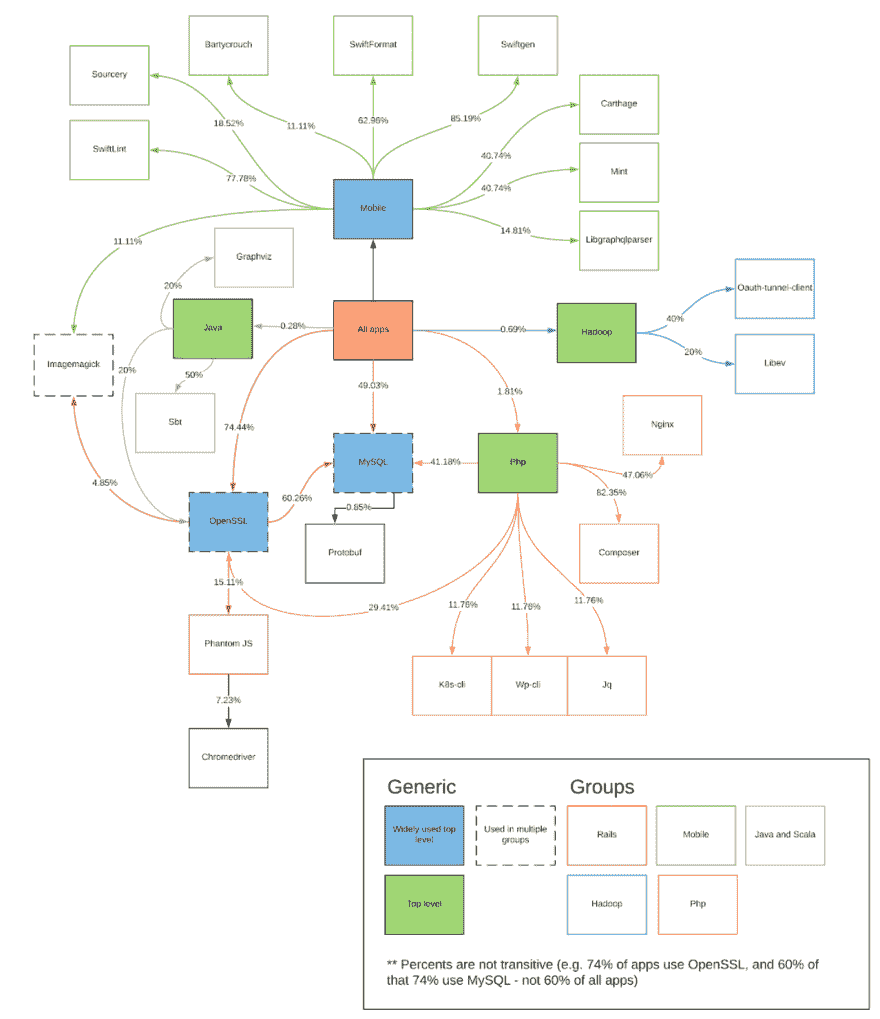 Bartycrouch
SwiftFormat
Swiftgen
Sourcery
Carthage
18.52%
11.11%
62.96%
85.19%
SwiftLint
40.74%
77.78%
Mint
40.74%
Mobile
14.81%
Libgraphqlparser
11.11%
Graphviz
20%
Oauth-tunnel-client
Java
0.28%
All apps
0.69%
Hadoop
40%
20%
Libev
Imagemagick
20%
50%
49.03%
1.81%
Sbt
74.44%
Nginx
MySQL
41.18%
Php
47.06%
4.85%
60.26%
82.35%
0.85%
OpenSSL
Protobuf
Composer
15.11%
29.41%
11.76%
11.76%
11.76%
Phantom JS
K8s-cli
Wp-cli
Jq
7.23%
Chromedriver
Generic
Groups
Widely used top
level
Used in multiple
groups
Rails
Mobile
Java and Scala
Top level
Hadoop
Php
** Percents are not transitive (e.g. 74% of apps use OpenSSL, and 60% of
that 74% use MySQL - not 60% of all apps)